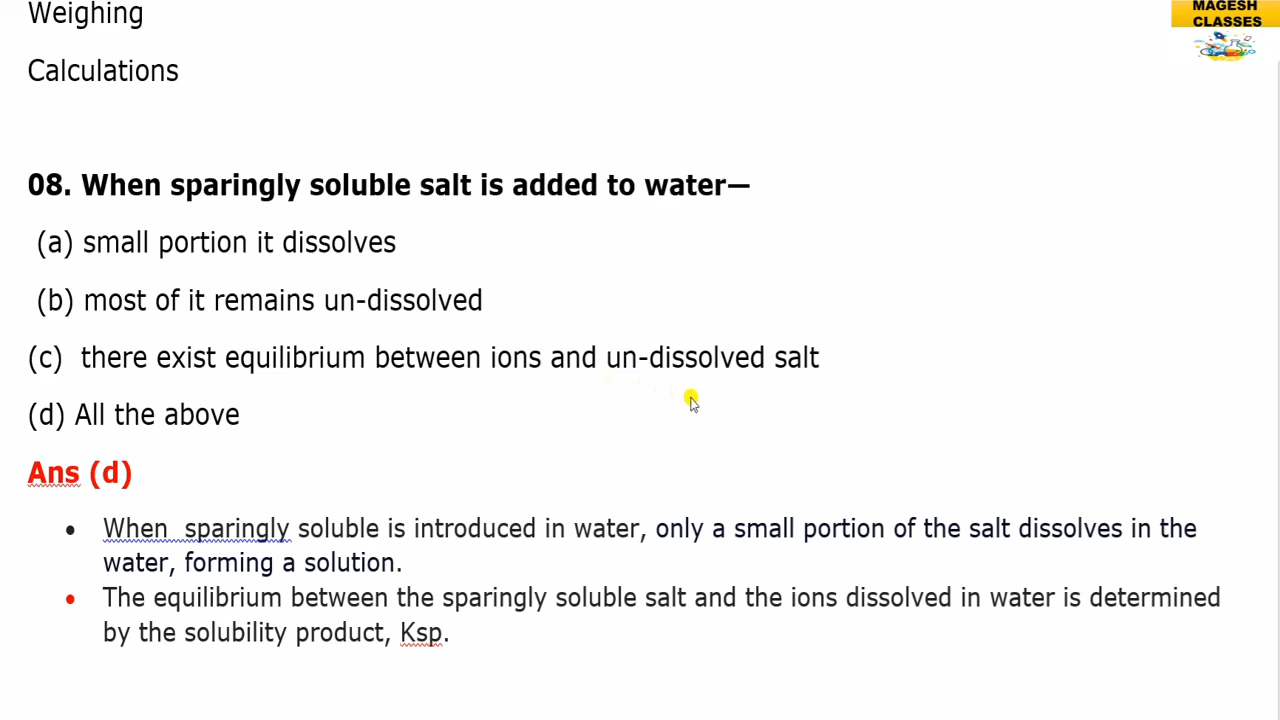 Weighing
MAGESH
CLASSES
Calculations
08. When sparingly soluble salt is added to water—
(a) small portion it dissolves
(b) most of it remains un-dissolved
(c)  there exist equilibrium between ions and un-dissolved salt
(d) All the above
Ans (d)
• When  sparingly soluble is introduced in water, only a small portion of the salt dissolves in the
water, forming a solution.
• The equilibrium between the sparingly soluble salt and the ions dissolved in water is determined
by the solubility product, Ksp.